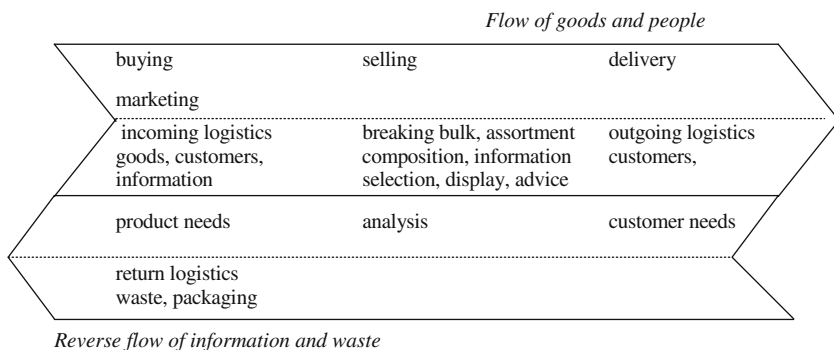 Flow of goods and people
buying selling delivery
marketing
incoming logistics breaking bulk, assortment outgoing logistics
goods, customers, composition, information customers,
information selection, display, advice
product needs analysis customer needs
return logistics
waste, packaging
Reverse flow of information and waste